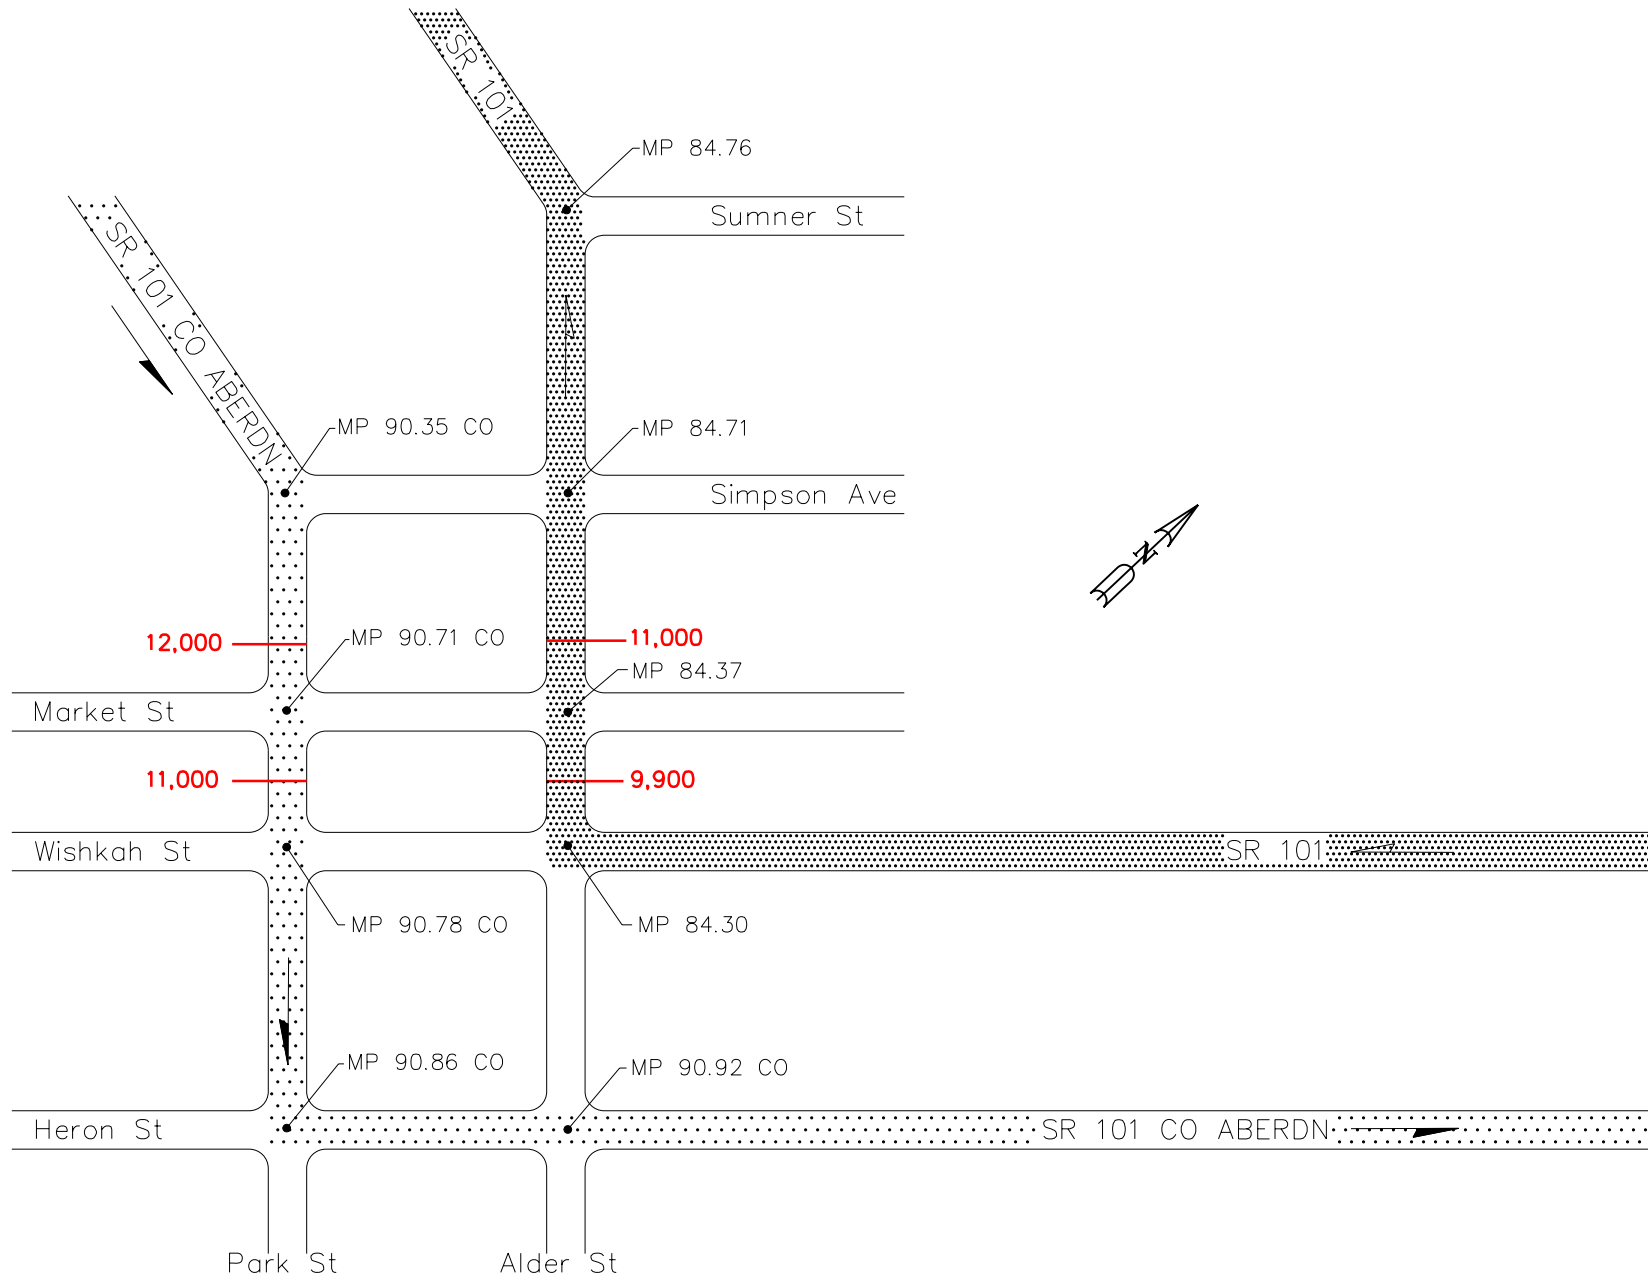 SR 101
MP 84.76
Sumner St
SR 101 CO ABERDN
MP 90.35 CO
MP 84.71
Simpson Ave
N
12,000
MP 90.71 CO
11,000
MP 84.37
Market St
11,000
9,900
Wishkah St
SR 101
MP 90.78 CO
MP 84.30
MP 90.86 CO
MP 90.92 CO
Heron St
SR 101 CO ABERDN
Park St
Alder St